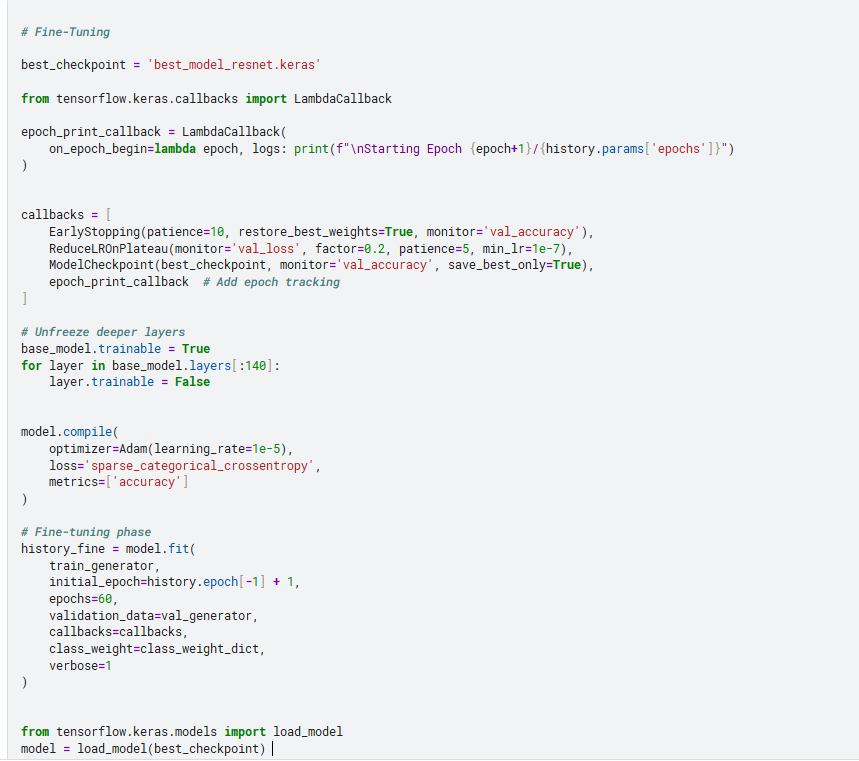 # Fine-Tuning
best_checkpoint = 'best_model_resnet.keras'
from tensorflow.keras.callbacks import LambdaCallback
epoch_print_callback = LambdaCallback(
    on_epoch_begin=lambda epoch, logs: print(f"\nStarting Epoch {epoch+1}/{history.params['epochs']}")
)
callbacks = [
    EarlyStopping(patience=10, restore_best_weights=True, monitor='val_accuracy'),
    ReduceLROnPlateau(monitor='val_loss', factor=0.2, patience=5, min_lr=1e-7),
    ModelCheckpoint(best_checkpoint, monitor='val_accuracy', save_best_only=True),
    epoch_print_callback  # Add epoch tracking
]
# Unfreeze deeper layers
base_model.trainable = True
for layer in base_model.layers[:140]:
    layer.trainable = False
model.compile(
    optimizer=Adam(learning_rate=1e-5),
    loss='sparse_categorical_crossentropy',
    metrics=['accuracy']
)
# Fine-tuning phase
history_fine = model.fit(
    train_generator,
    initial_epoch=history.epoch[-1] + 1,
    epochs=60,
    validation_data=val_generator,
    callbacks=callbacks,
    class_weight=class_weight_dict,
    verbose=1
)
from tensorflow.keras.models import load_model
model = load_model(best_checkpoint)